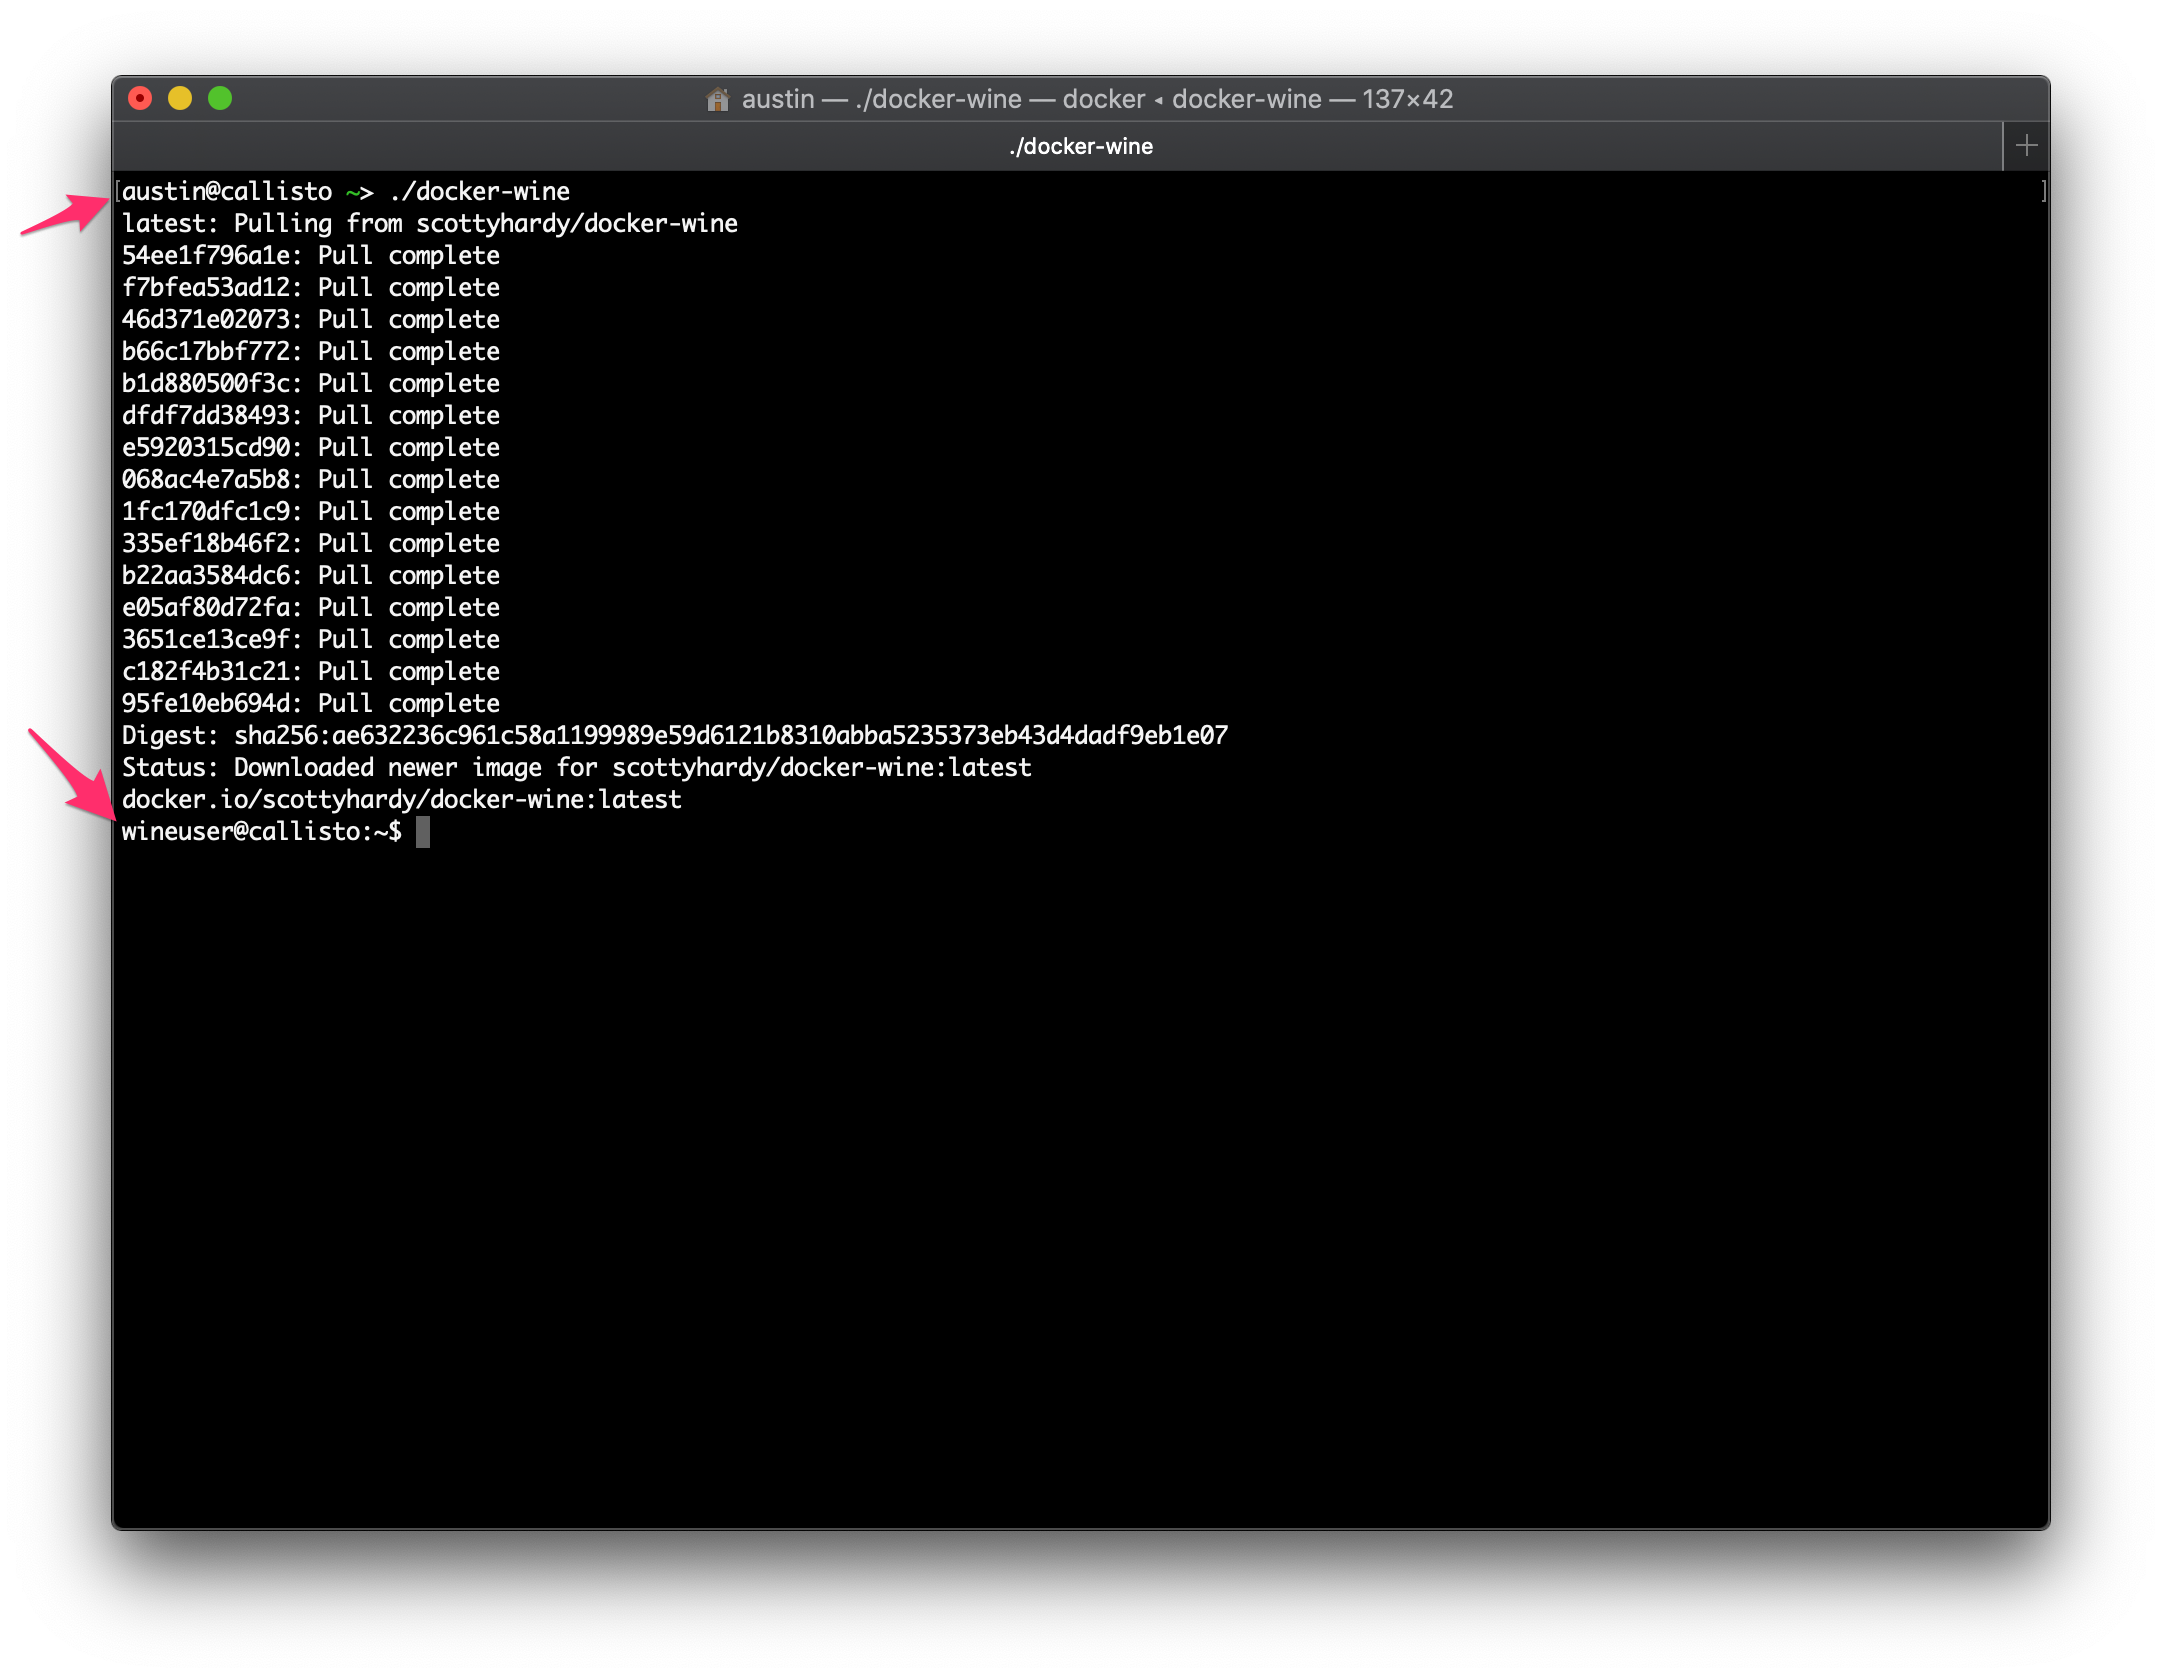 austin — ./docker-wine — docker ◂ docker-wine — 137×42
./docker-wine
austin@callisto ~> ./docker-wine
latest: Pulling from scottyhardy/docker-wine
54ee1f796a1e: Pull complete
f7bfea53ad12: Pull complete
46d371e02073: Pull complete
b66c17bbf772: Pull complete
b1d880500f3c: Pull complete
dfdf7dd38493: Pull complete
e5920315cd90: Pull complete
068ac4e7a5b8: Pull complete
1fc170dfc1c9: Pull complete
335ef18b46f2: Pull complete
b22aa3584dc6: Pull complete
e05af80d72fa: Pull complete
3651ce13ce9f: Pull complete
c182f4b31c21: Pull complete
95fe10eb694d: Pull complete
Digest: sha256:ae632236c961c58a1199989e59d6121b8310abba5235373eb43d4dadf9eb1e07
Status: Downloaded newer image for scottyhardy/docker-wine:latest
docker.io/scottyhardy/docker-wine:latest
wineuser@callisto:~$